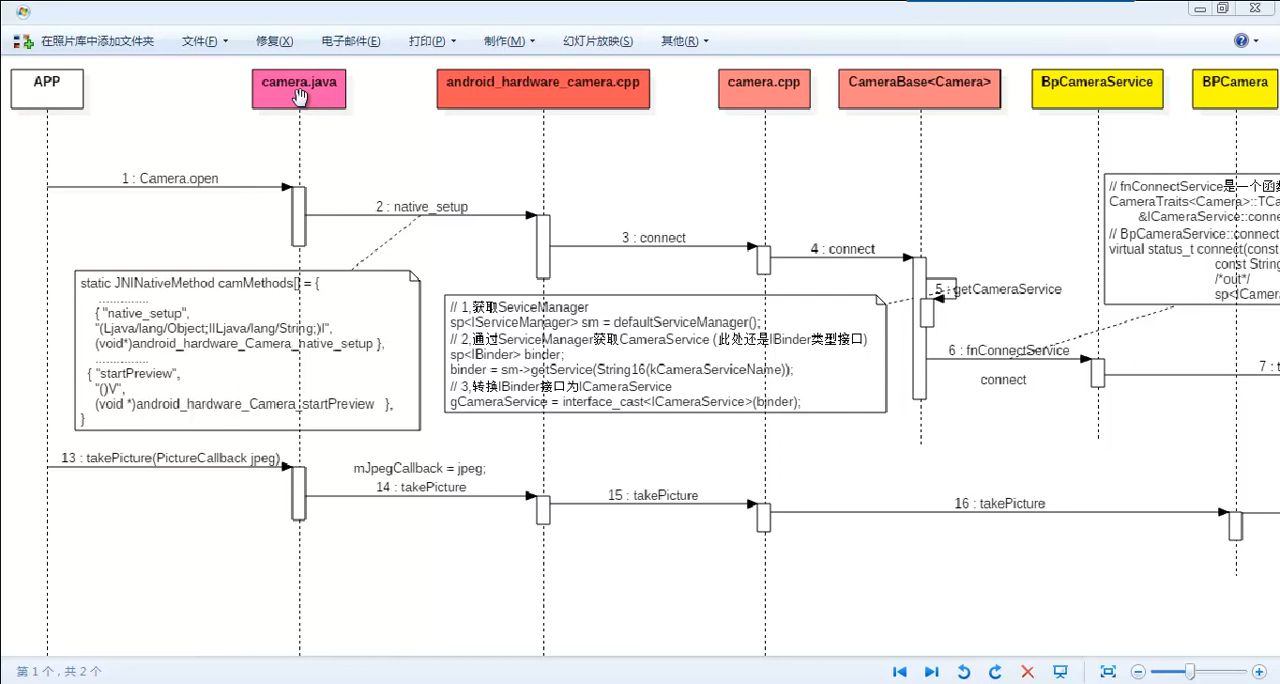 在照片库中添加文件夹 文件(F) 修复(X) 电子邮件(E) 打印(P) 制作(M) 幻灯片放映(S) 其他(R)
APP
camera.java
android_hardware_camera.cpp
camera.cpp
CameraBase<Camera>
BpCameraService
BPCamera
1 : Camera.open
2 : native_setup
3 : connect
4 : connect
5 : getCameraService
6 : fnConnectService
connect
7 : t
// fnConnectService是一个函数
CameraTraits<Camera>::TCa
&ICameraService::conne
// BpCameraService::connect
virtual status_t connect(const
const String
/*out*/
sp<ICamer
static JNINativeMethod camMethods[] = {
...............
{ "native_setup",
"(Ljava/lang/Object;IILjava/lang/String;)I",
(void*)android_hardware_Camera_native_setup },
...............
{ "startPreview",
"()V",
(void *)android_hardware_Camera_startPreview },
}
// 1,获取SeviceManager
sp<IServiceManager> sm = defaultServiceManager();
// 2,通过ServiceManager获取CameraService (此处还是IBinder类型接口)
sp<IBinder> binder;
binder = sm->getService(String16(kCameraServiceName));
// 3,转换IBinder接口为ICameraService
gCameraService = interface_cast<ICameraService>(binder);
13 : takePicture(PictureCallback jpeg)
mJpegCallback = jpeg;
14 : takePicture
15 : takePicture
16 : takePicture
第 1 个，共 2 个